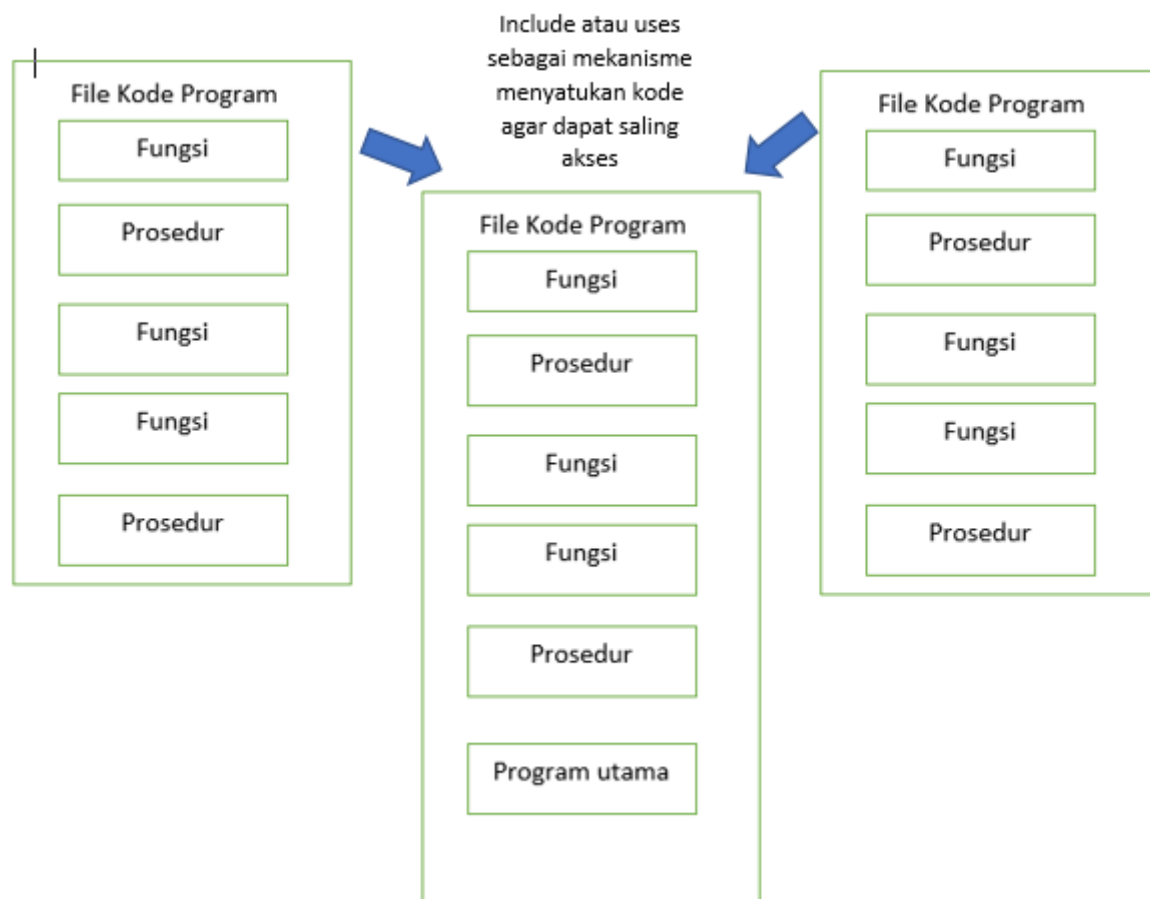 Include atau uses
sebagai mekanisme
menyatukan kode
agar dapat saling
akses
File Kode Program
Fungsi
Prosedur
Fungsi
Fungsi
Prosedur
File Kode Program
Fungsi
Prosedur
Fungsi
Fungsi
Prosedur
Program utama
File Kode Program
Fungsi
Prosedur
Fungsi
Fungsi
Prosedur